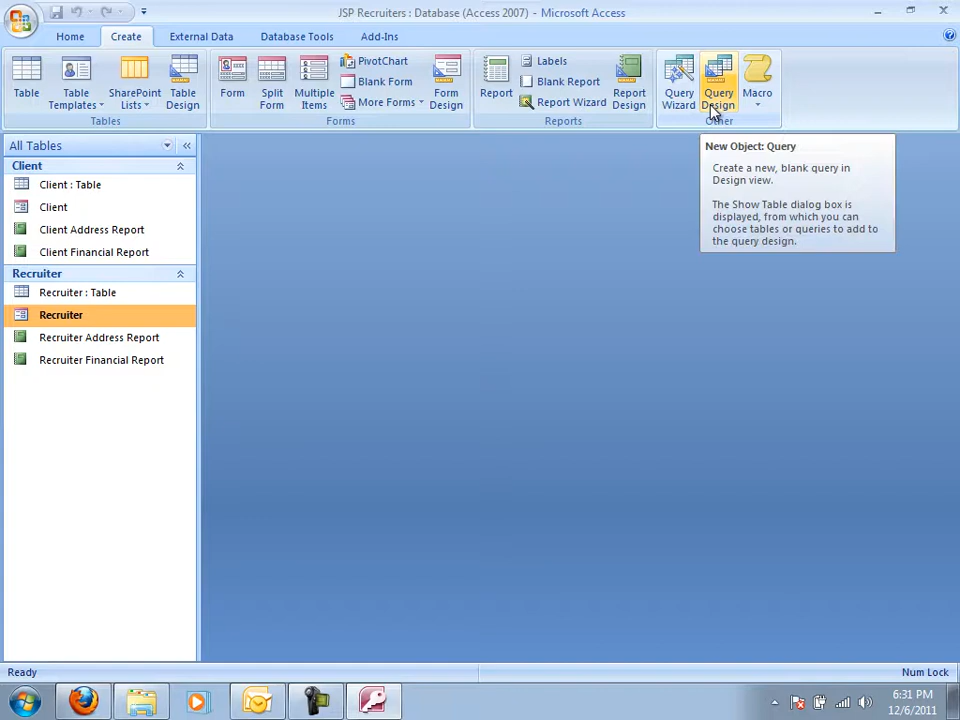 JSP Recruiters : Database (Access 2007) - Microsoft Access
Home Create External Data Database Tools Add-Ins
Table
Table Templates
SharePoint Lists
Table Design
Tables
Form
Split Form
Multiple Items
PivotChart
Blank Form
More Forms
Form Design
Forms
Report
Labels
Blank Report
Report Wizard
Report Design
Reports
Query Wizard
Query Design
Macro
Other
All Tables
Client
Client : Table
Client
Client Address Report
Client Financial Report
Recruiter
Recruiter : Table
Recruiter
Recruiter Address Report
Recruiter Financial Report
New Object: Query
Create a new, blank query in
Design view.
The Show Table dialog box is
displayed, from which you can
choose tables or queries to add to
the query design.
Ready
Num Lock
6:31 PM
12/6/2011